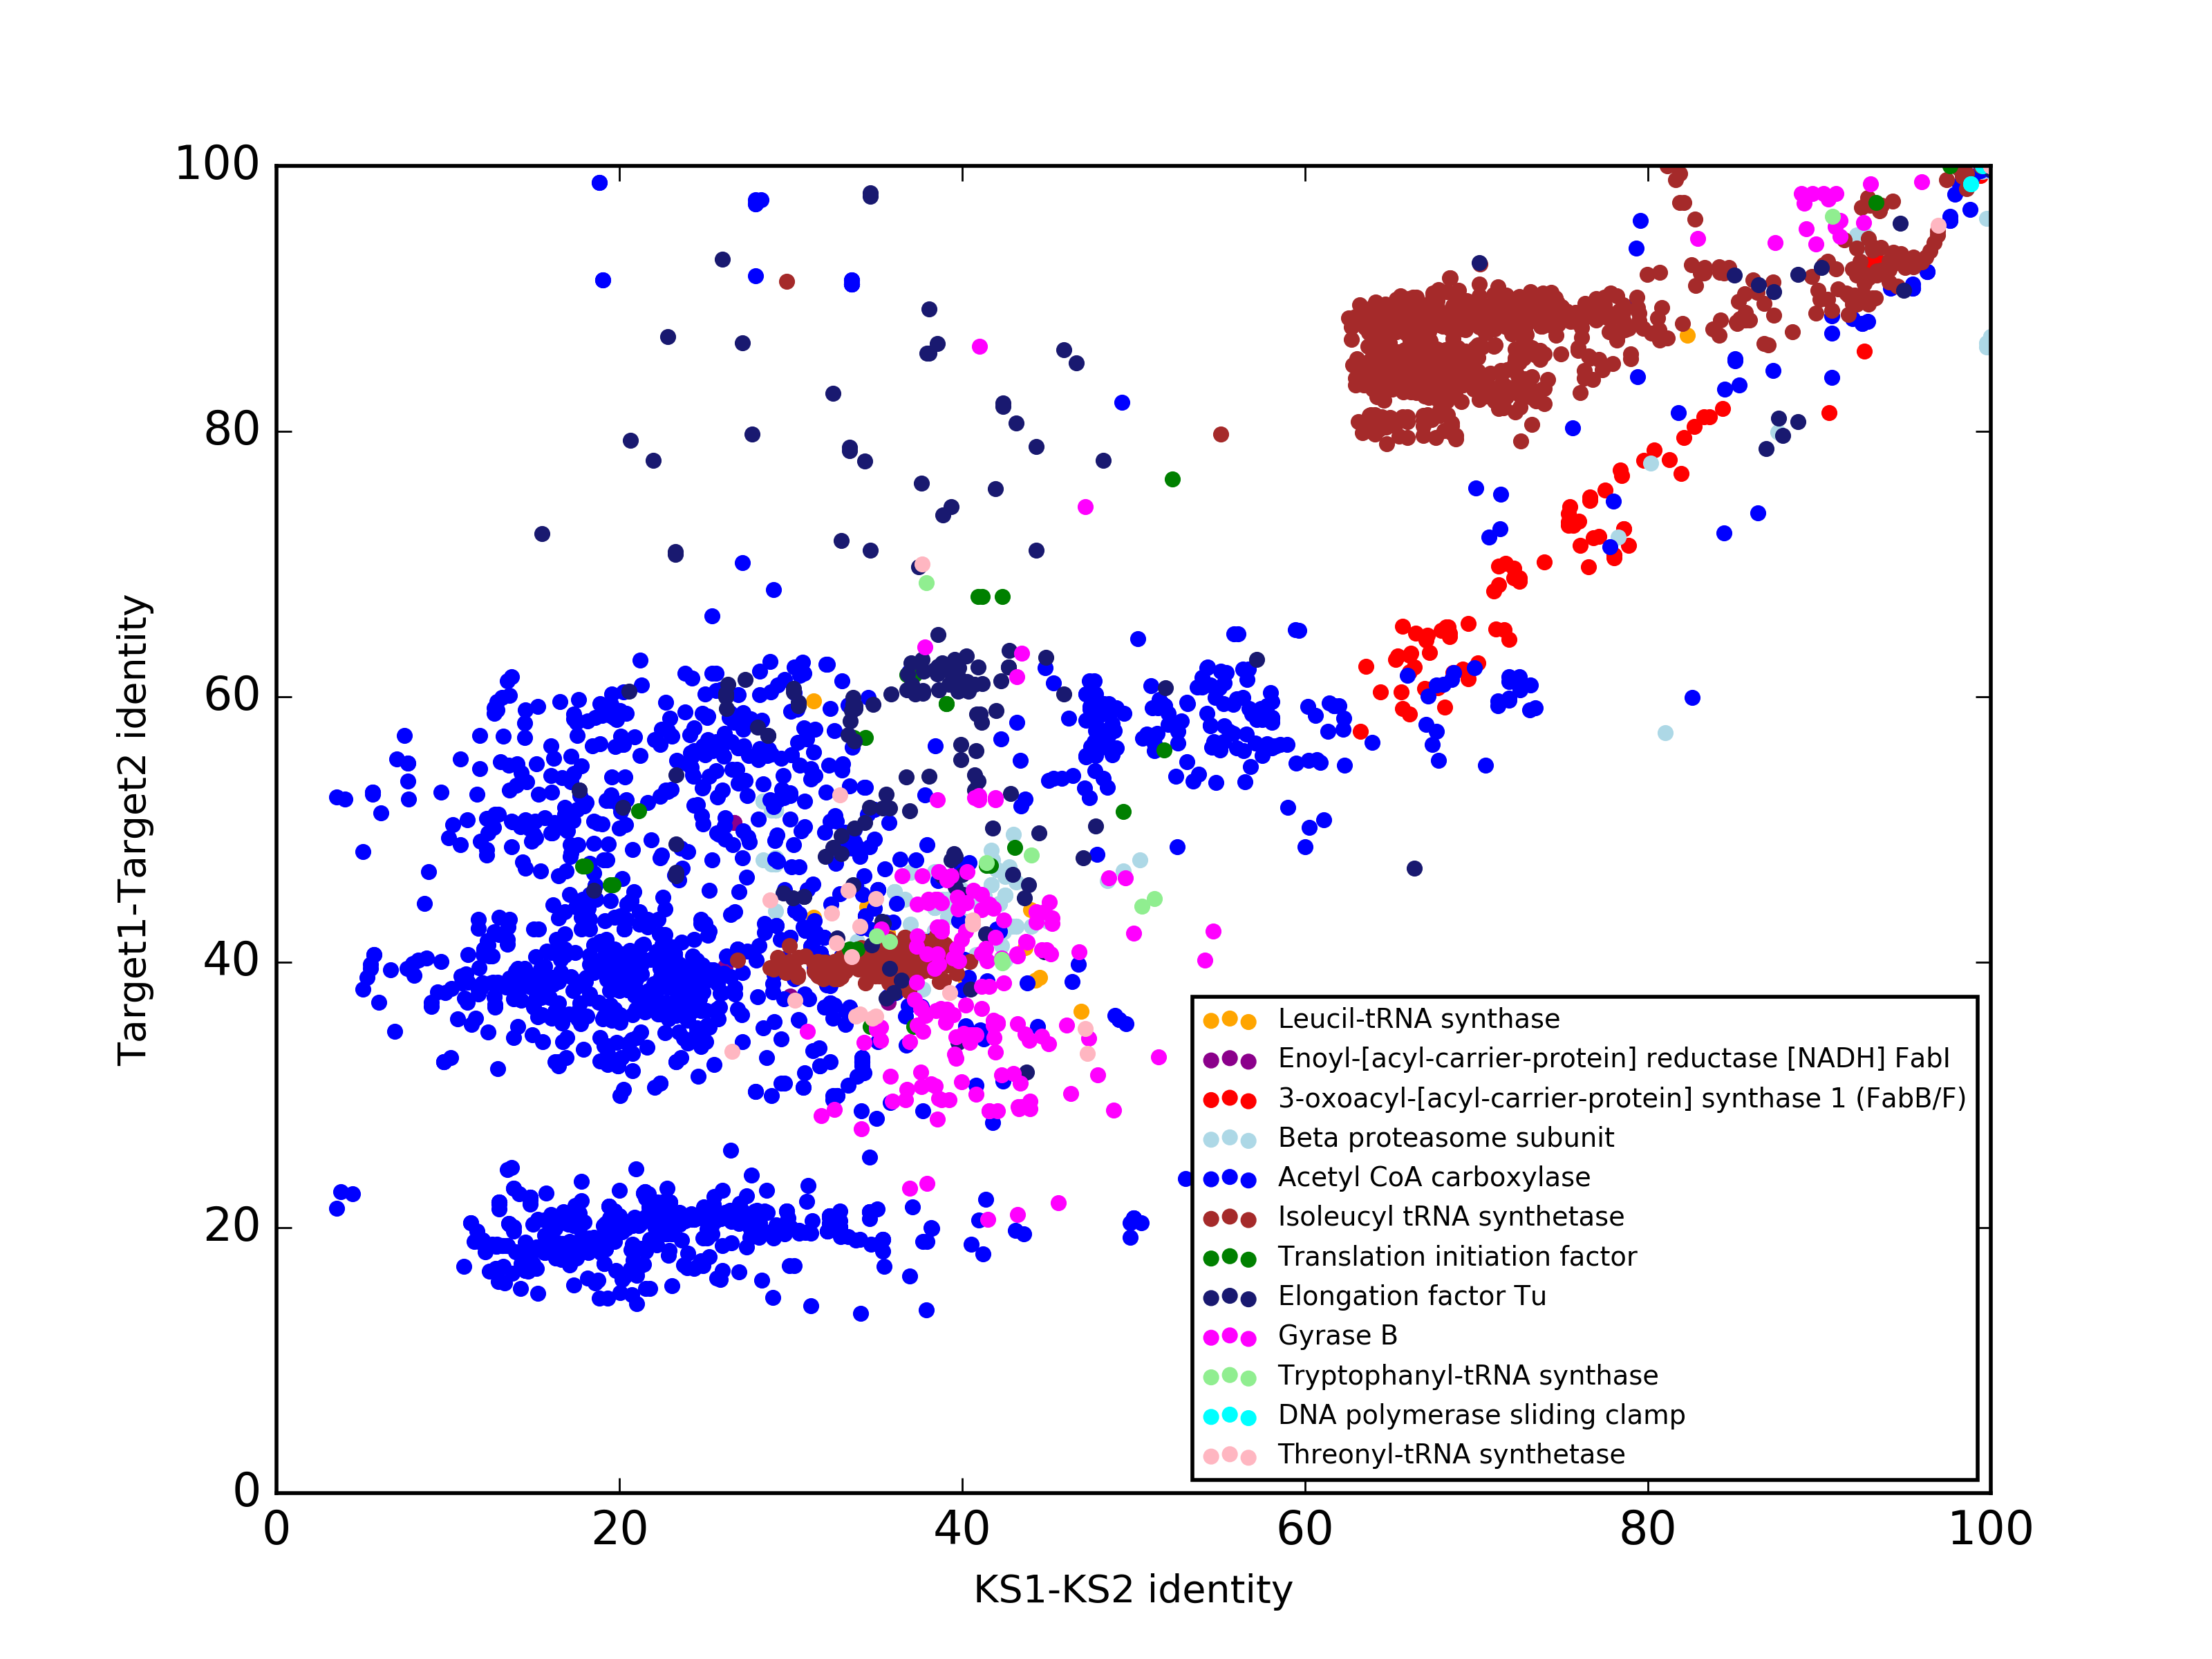 100
80
60
40
20
0
0 20 40 60 80 100
Target1-Target2 identity
KS1-KS2 identity
Leucil-tRNA synthase
Enoyl-[acyl-carrier-protein] reductase [NADH] FabI
3-oxoacyl-[acyl-carrier-protein] synthase 1 (FabB/F)
Beta proteasome subunit
Acetyl CoA carboxylase
Isoleucyl tRNA synthetase
Translation initiation factor
Elongation factor Tu
Gyrase B
Tryptophanyl-tRNA synthase
DNA polymerase sliding clamp
Threonyl-tRNA synthetase